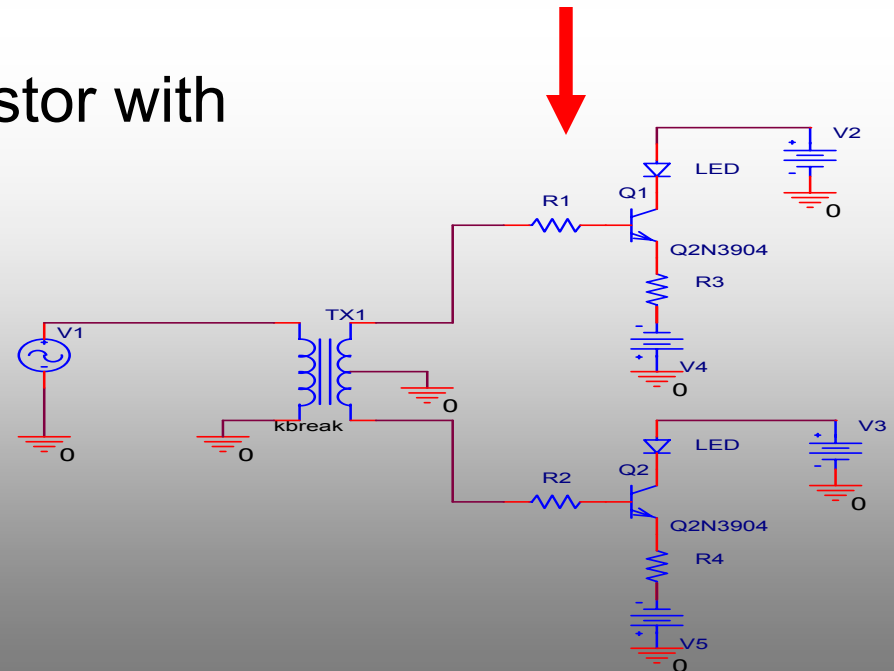 stor with
V2
LED
0
R1
Q1
Q2N3904
R3
V1
TX1
V4
0
0
kbreak
0
0
V3
LED
R2
Q2
0
Q2N3904
R4
V5
0